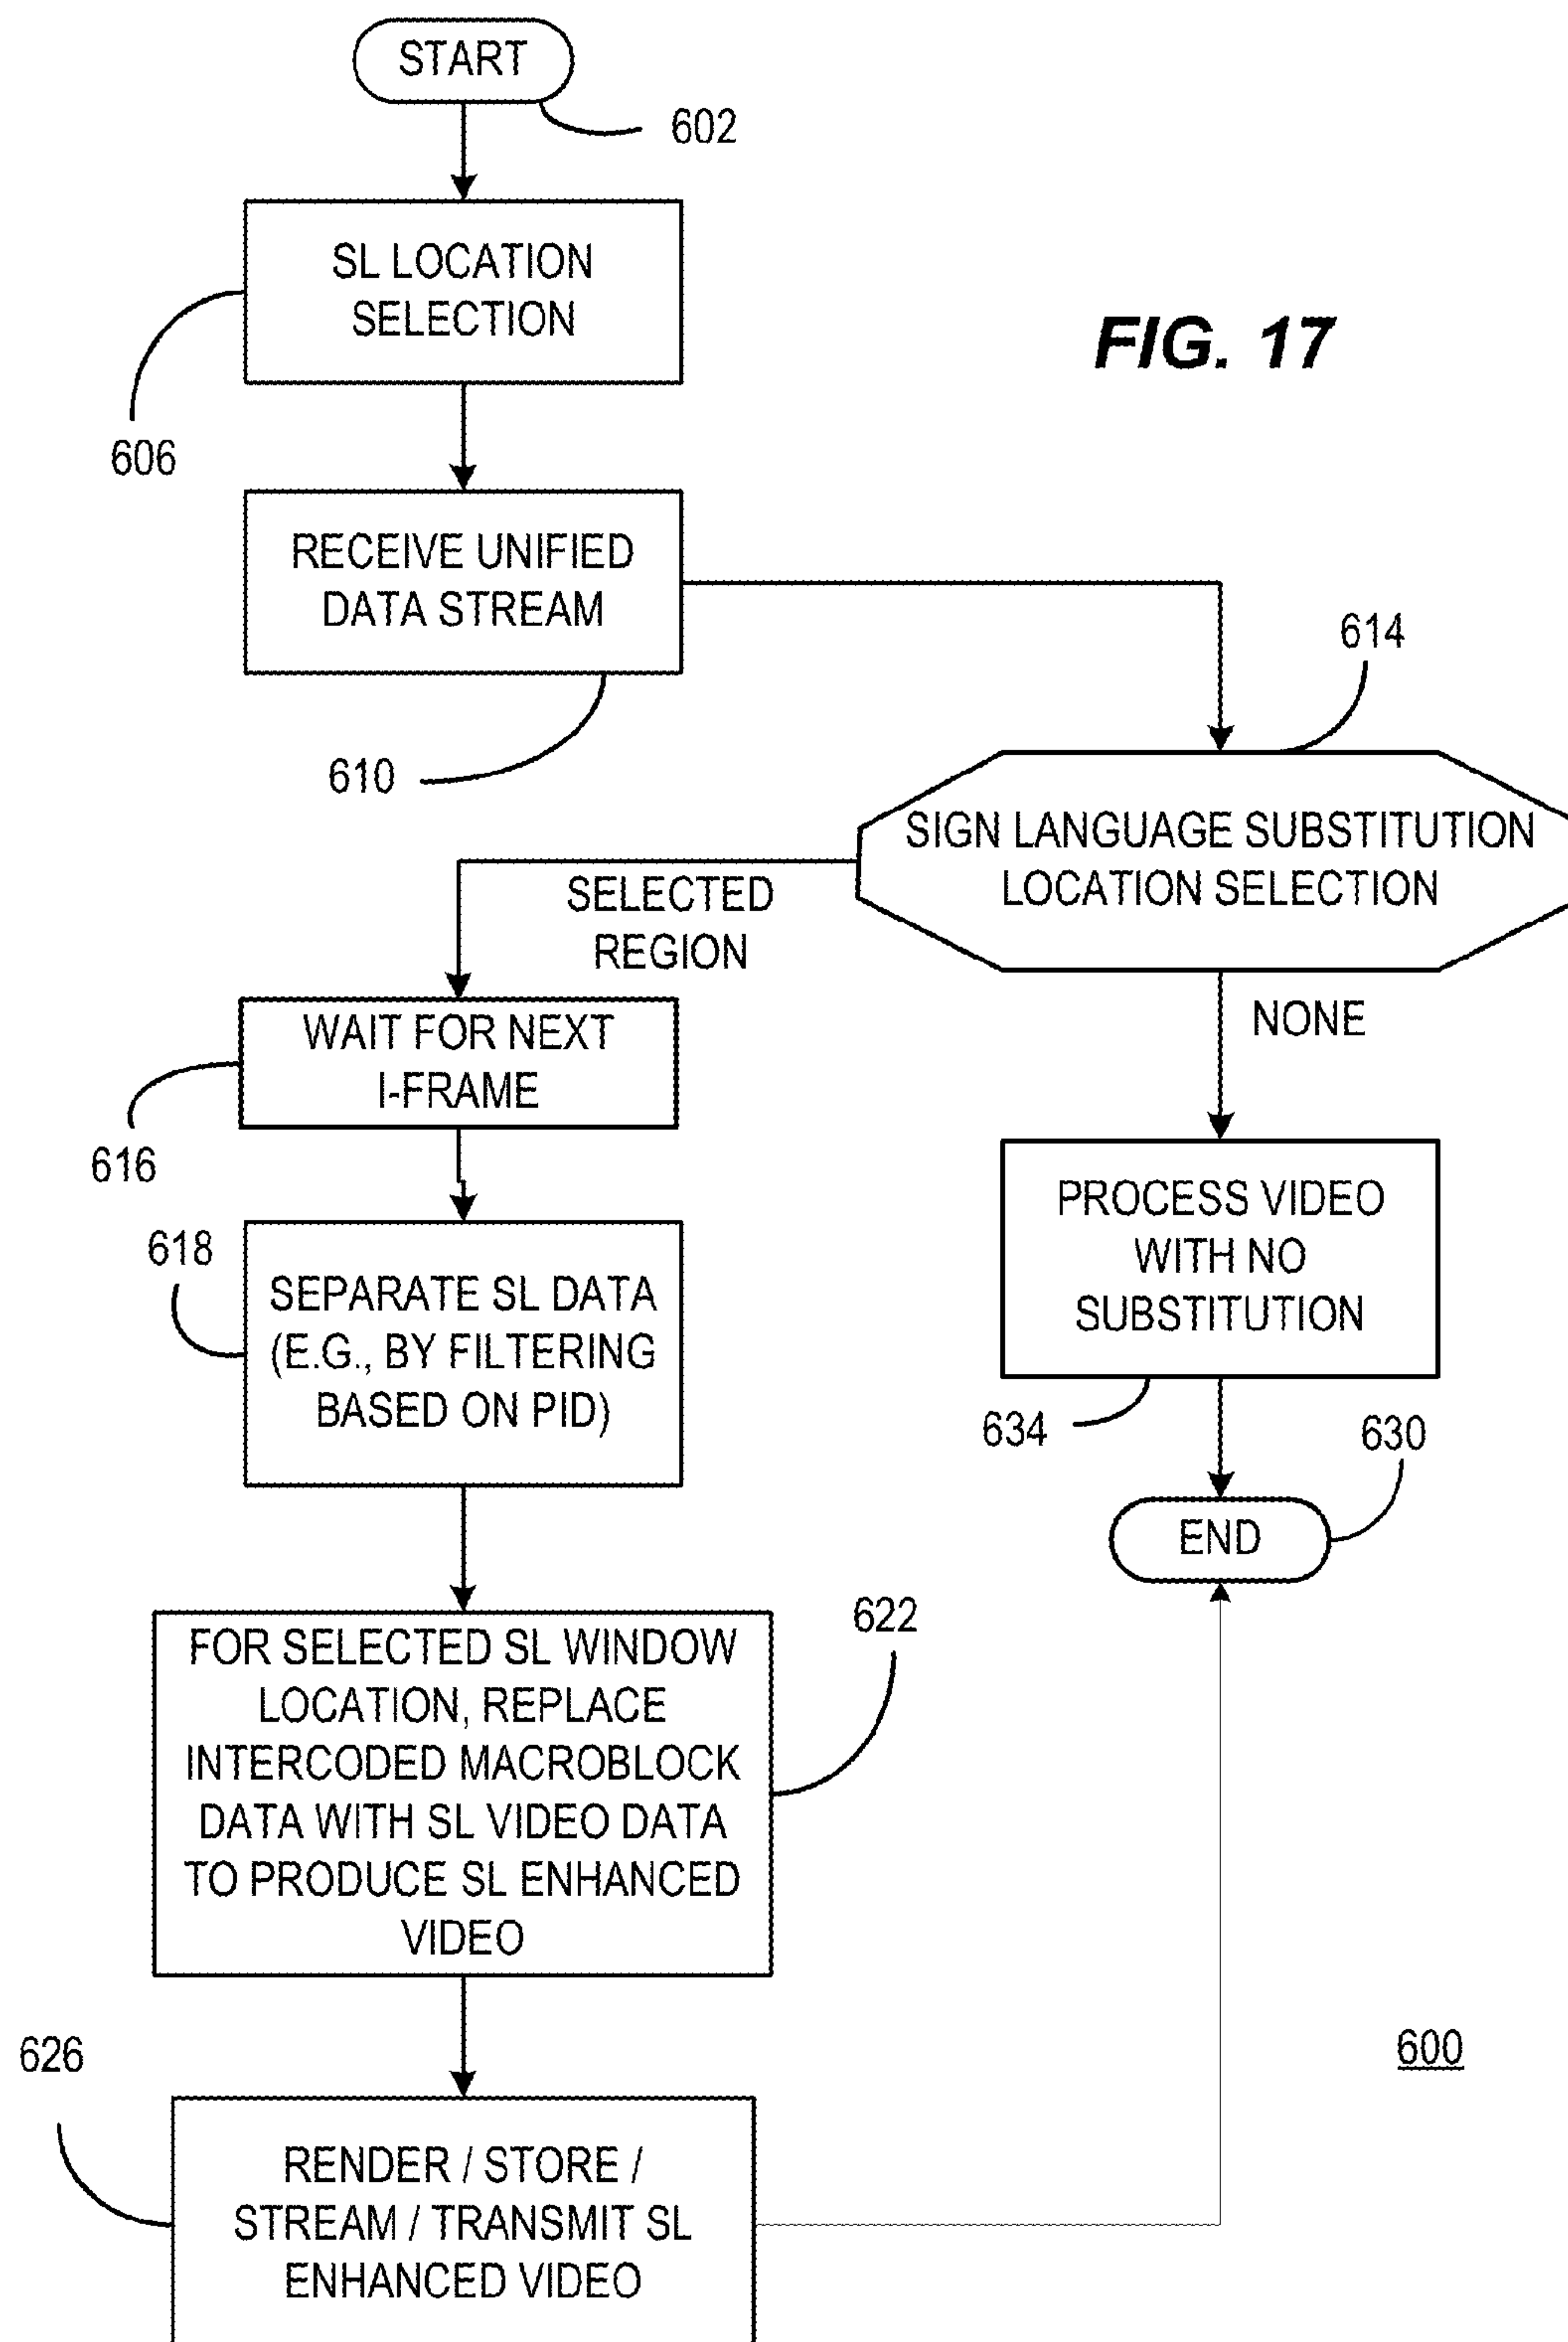 START
602
SL LOCATION
SELECTION
FIG. 17
606
RECEIVE UNIFIED
DATA STREAM
614
610
SIGN LANGUAGE SUBSTITUTION
LOCATION SELECTION
SELECTED
REGION
NONE
WAIT FOR NEXT
I-FRAME
616
PROCESS VIDEO
WITH NO
SUBSTITUTION
618
SEPARATE SL DATA
(E.G., BY FILTERING
BASED ON PID)
634
630
END
622
FOR SELECTED SL WINDOW
LOCATION, REPLACE
INTERCODED MACROBLOCK
DATA WITH SL VIDEO DATA
TO PRODUCE SL ENHANCED
VIDEO
626
600
RENDER / STORE /
STREAM / TRANSMIT SL
ENHANCED VIDEO